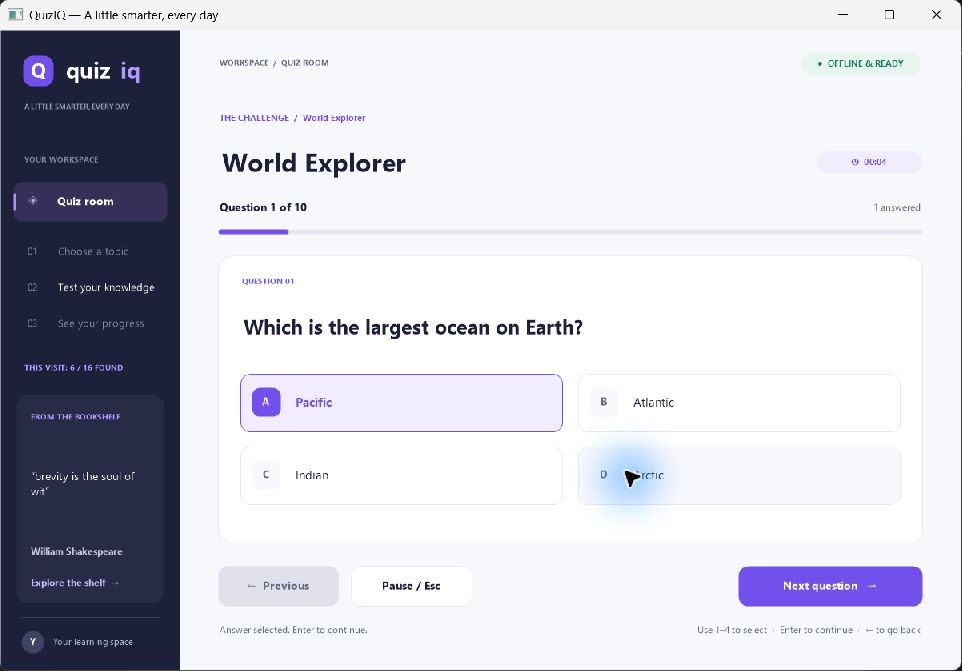 QuizIQ — A little smarter, every day
Q quiz iq
A LITTLE SMARTER, EVERY DAY
YOUR WORKSPACE
Quiz room
01 Choose a topic
02 Test your knowledge
03 See your progress
THIS VISIT: 6 / 16 FOUND
FROM THE BOOKSHELF
"brevity is the soul of
wit"
William Shakespeare
Explore the shelf →
Y Your learning space
WORKSPACE / QUIZ ROOM
• OFFLINE & READY
THE CHALLENGE / World Explorer
World Explorer
00:04
Question 1 of 10
1 answered
QUESTION 01
Which is the largest ocean on Earth?
A Pacific
B Atlantic
C Indian
D Arctic
← Previous
Pause / Esc
Next question →
Answer selected. Enter to continue.
Use 1–4 to select · Enter to continue · ← to go back